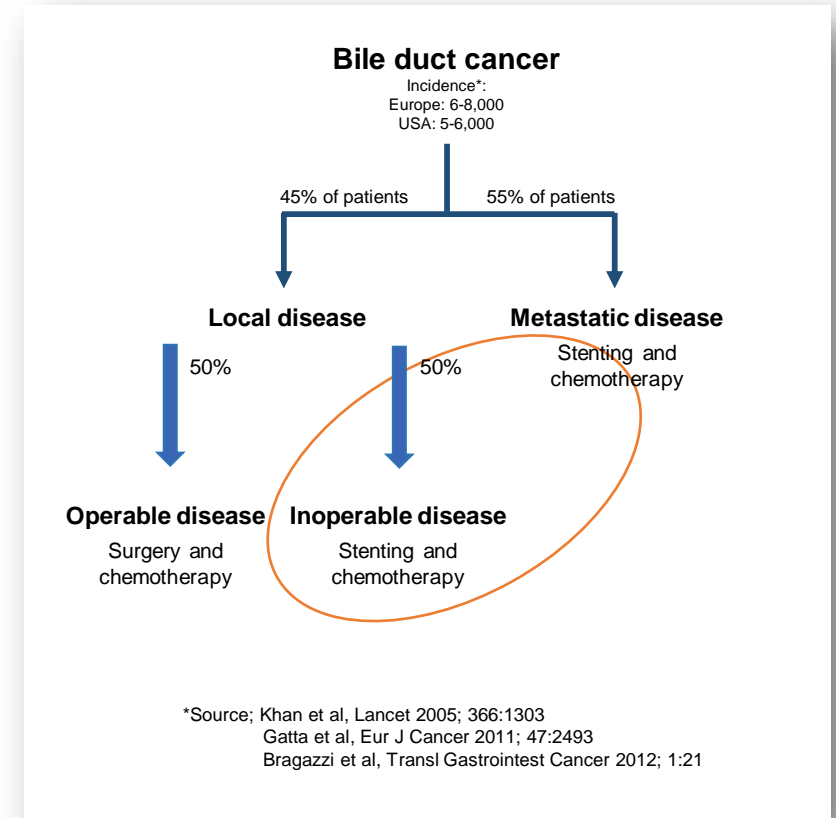 Bile duct cancer
Incidence*:
Europe: 6-8,000
USA: 5-6,000
45% of patients
55% of patients
Local disease
Metastatic disease
Stenting and
chemotherapy
50%
50%
Operable disease
Surgery and
chemotherapy
Inoperable disease
Stenting and
chemotherapy
*Source; Khan et al, Lancet 2005; 366:1303
Gatta et al, Eur J Cancer 2011; 47:2493
Bragazzi et al, Transl Gastrointest Cancer 2012; 1:21